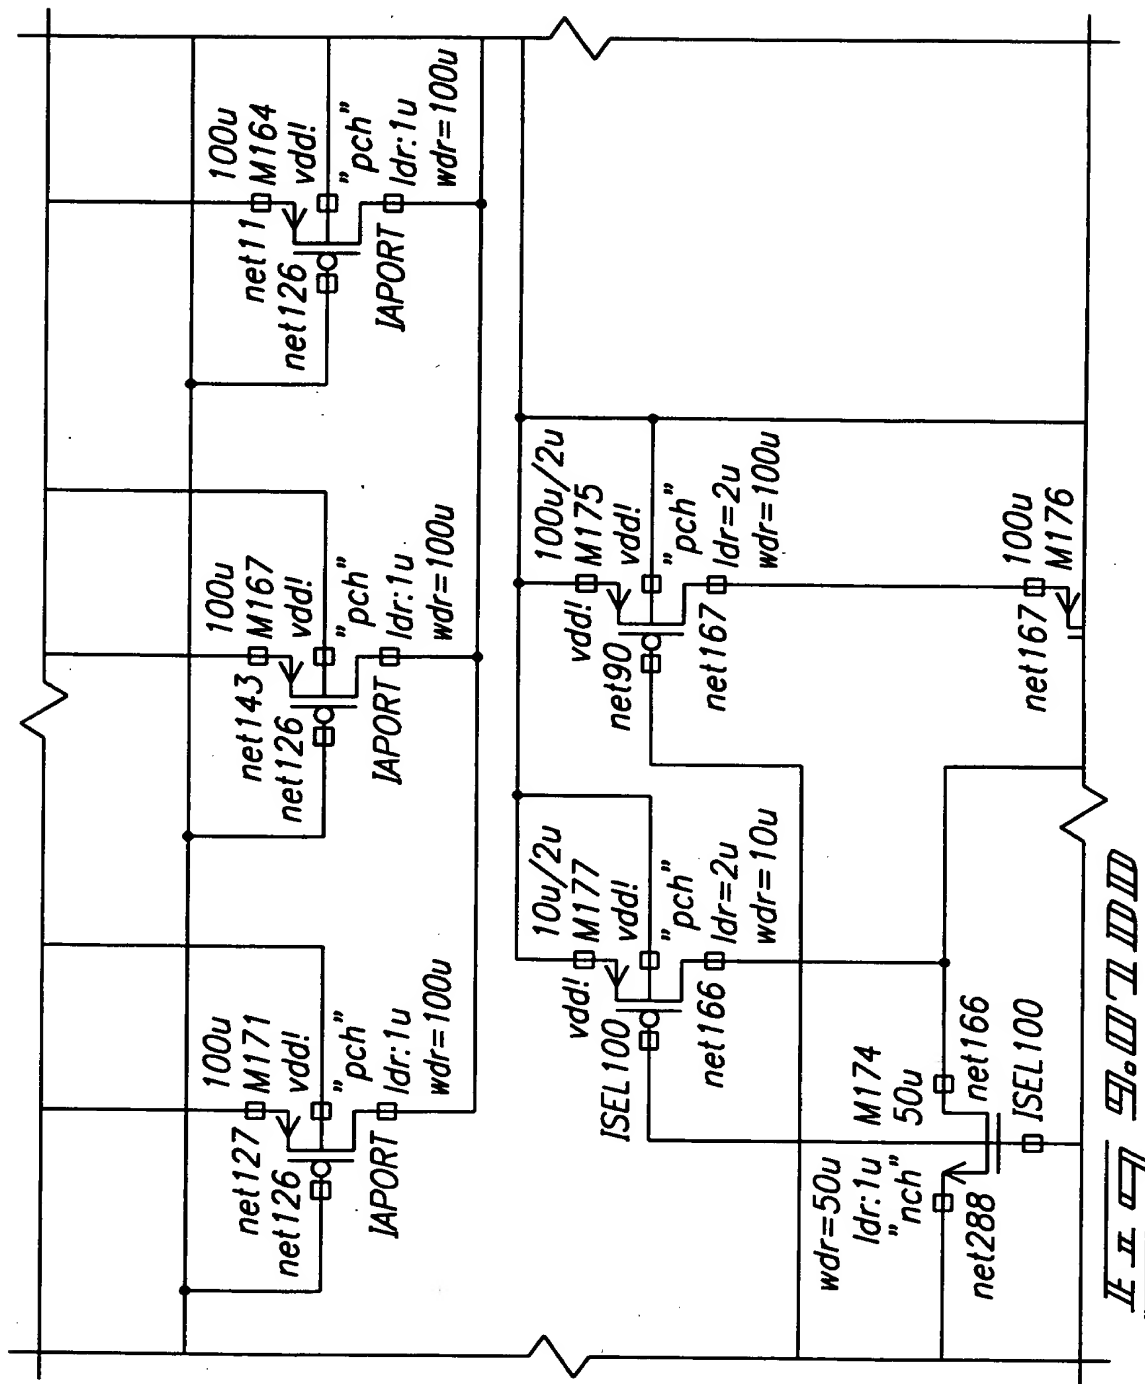 100u
M171
vdd!
"pch"
ldr:1u
wdr=100u
net127
net126
IAPORT
100u
M167
vdd!
"pch"
ldr:1u
wdr=100u
net143
net126
IAPORT
100u
M164
vdd!
"pch"
ldr:1u
wdr=100u
net11
net126
IAPORT
10u/2u
M177
vdd!
"pch"
ldr=2u
wdr=10u
vdd!
ISEL100
net166
100u/2u
M175
vdd!
"pch"
ldr=2u
wdr=100u
vdd!
net90
net167
wdr=50u
ldr:1u
"nch"
net288
M174
50u
net166
ISEL100
100u
M176
net167
FIG 9.07DD